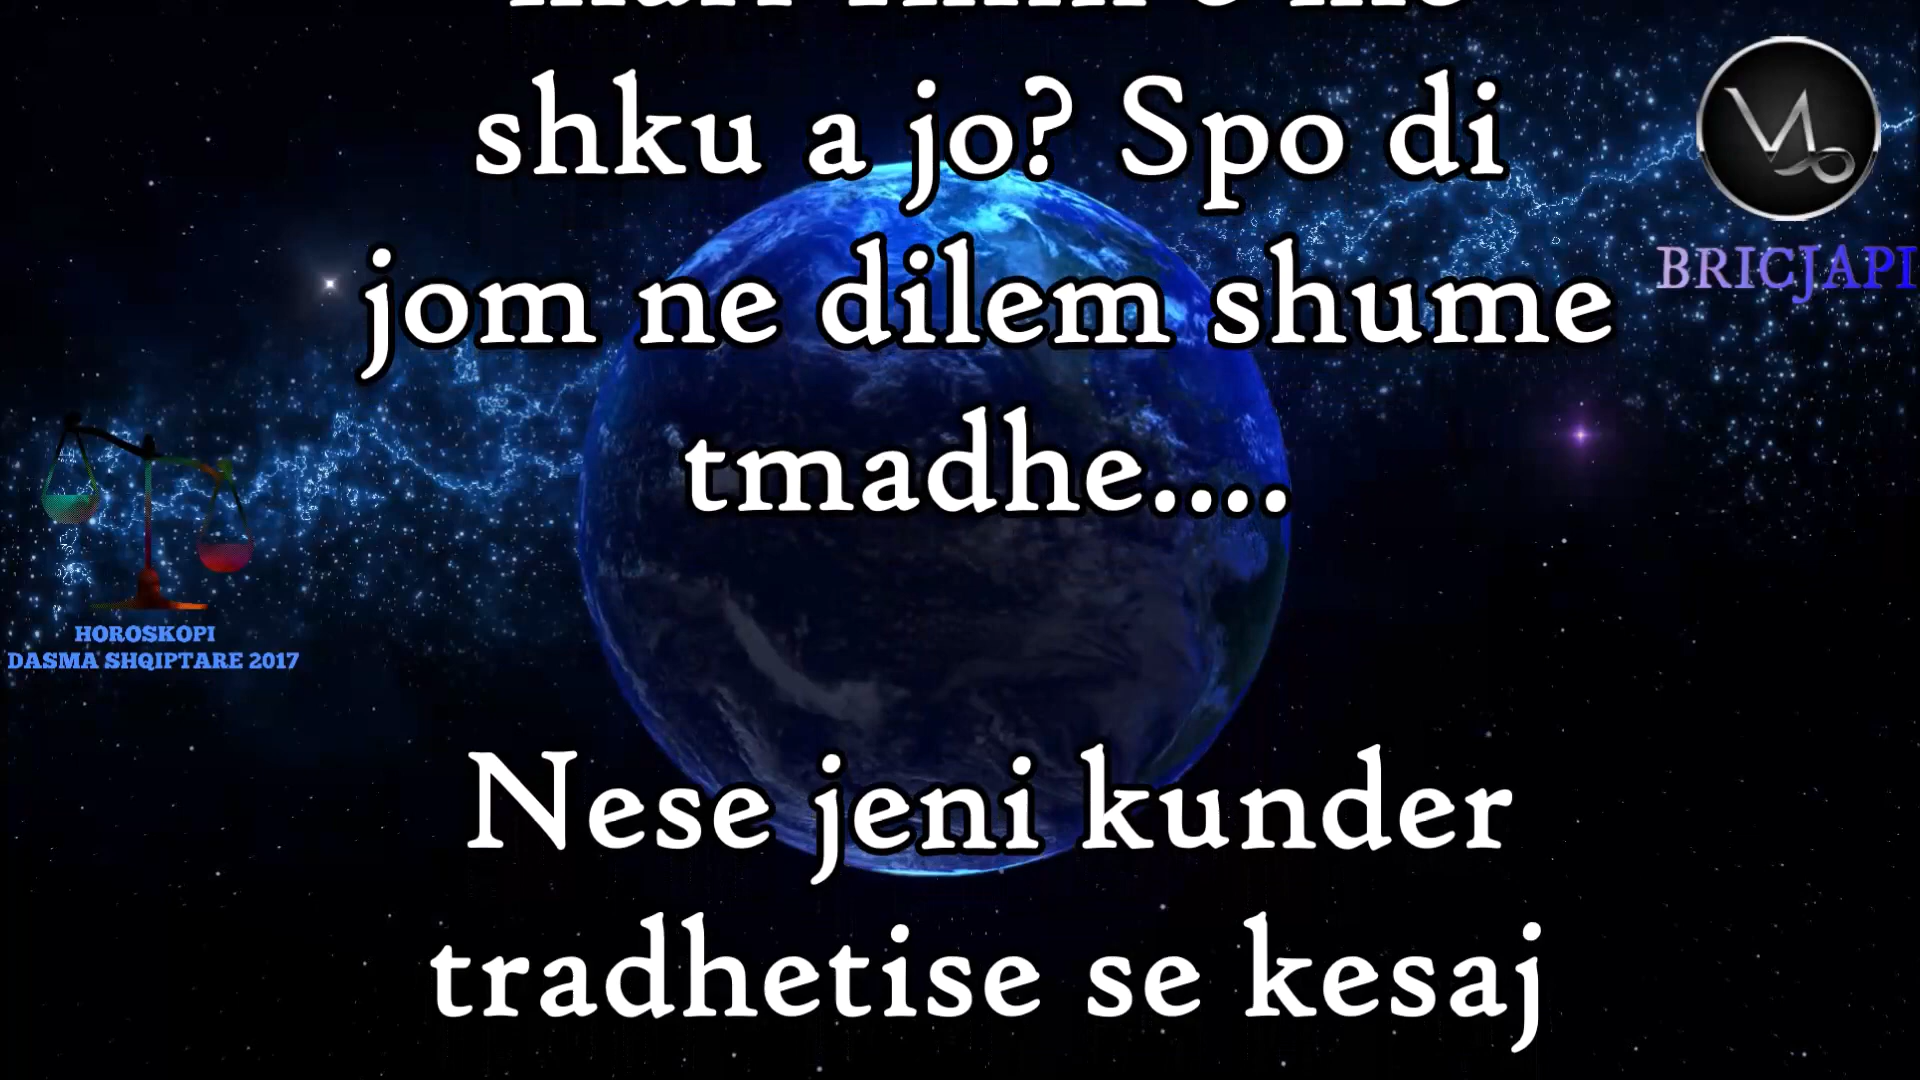 shku a jo? Spo di
jom ne dilem shume
tmadhe....
Nese jeni kunder
tradhetise se kesaj
BRICJAPI
HOROSKOPI
DASMA SHQIPTARE 2017